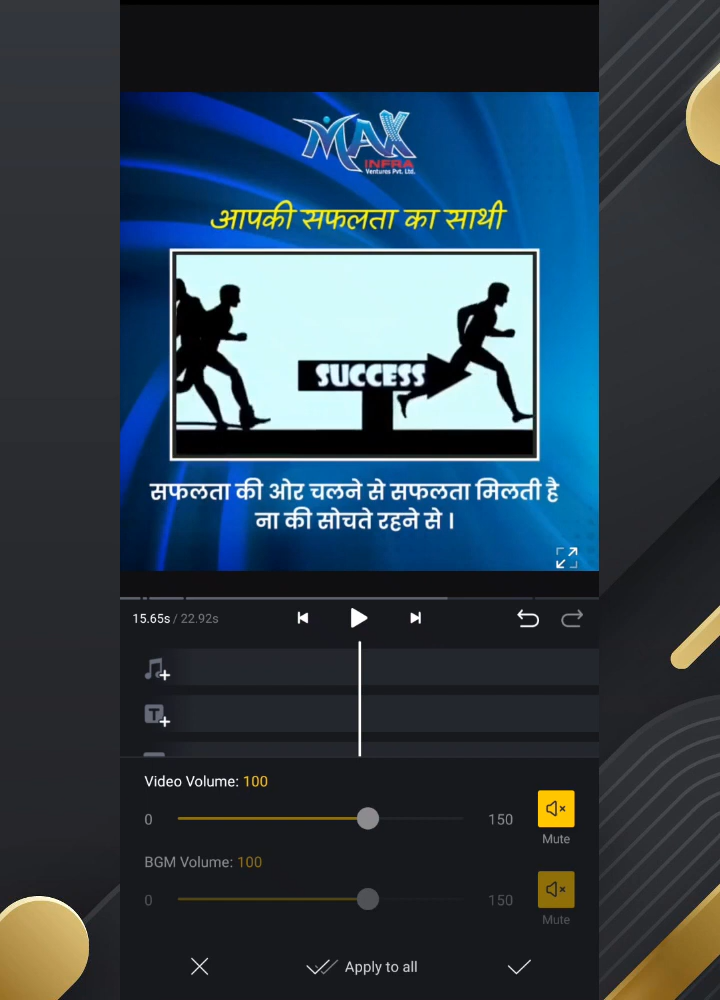 MAX
INFRA
Ventures Pvt. Ltd.
आपकी सफलता का साथी
SUCCESS
सफलता की ओर चलने से सफलता मिलती है
ना की सोचते रहने से ।
15.65s / 22.92s
T
Video Volume: 100
0 150
Mute
BGM Volume: 100
0 150
Mute
Apply to all